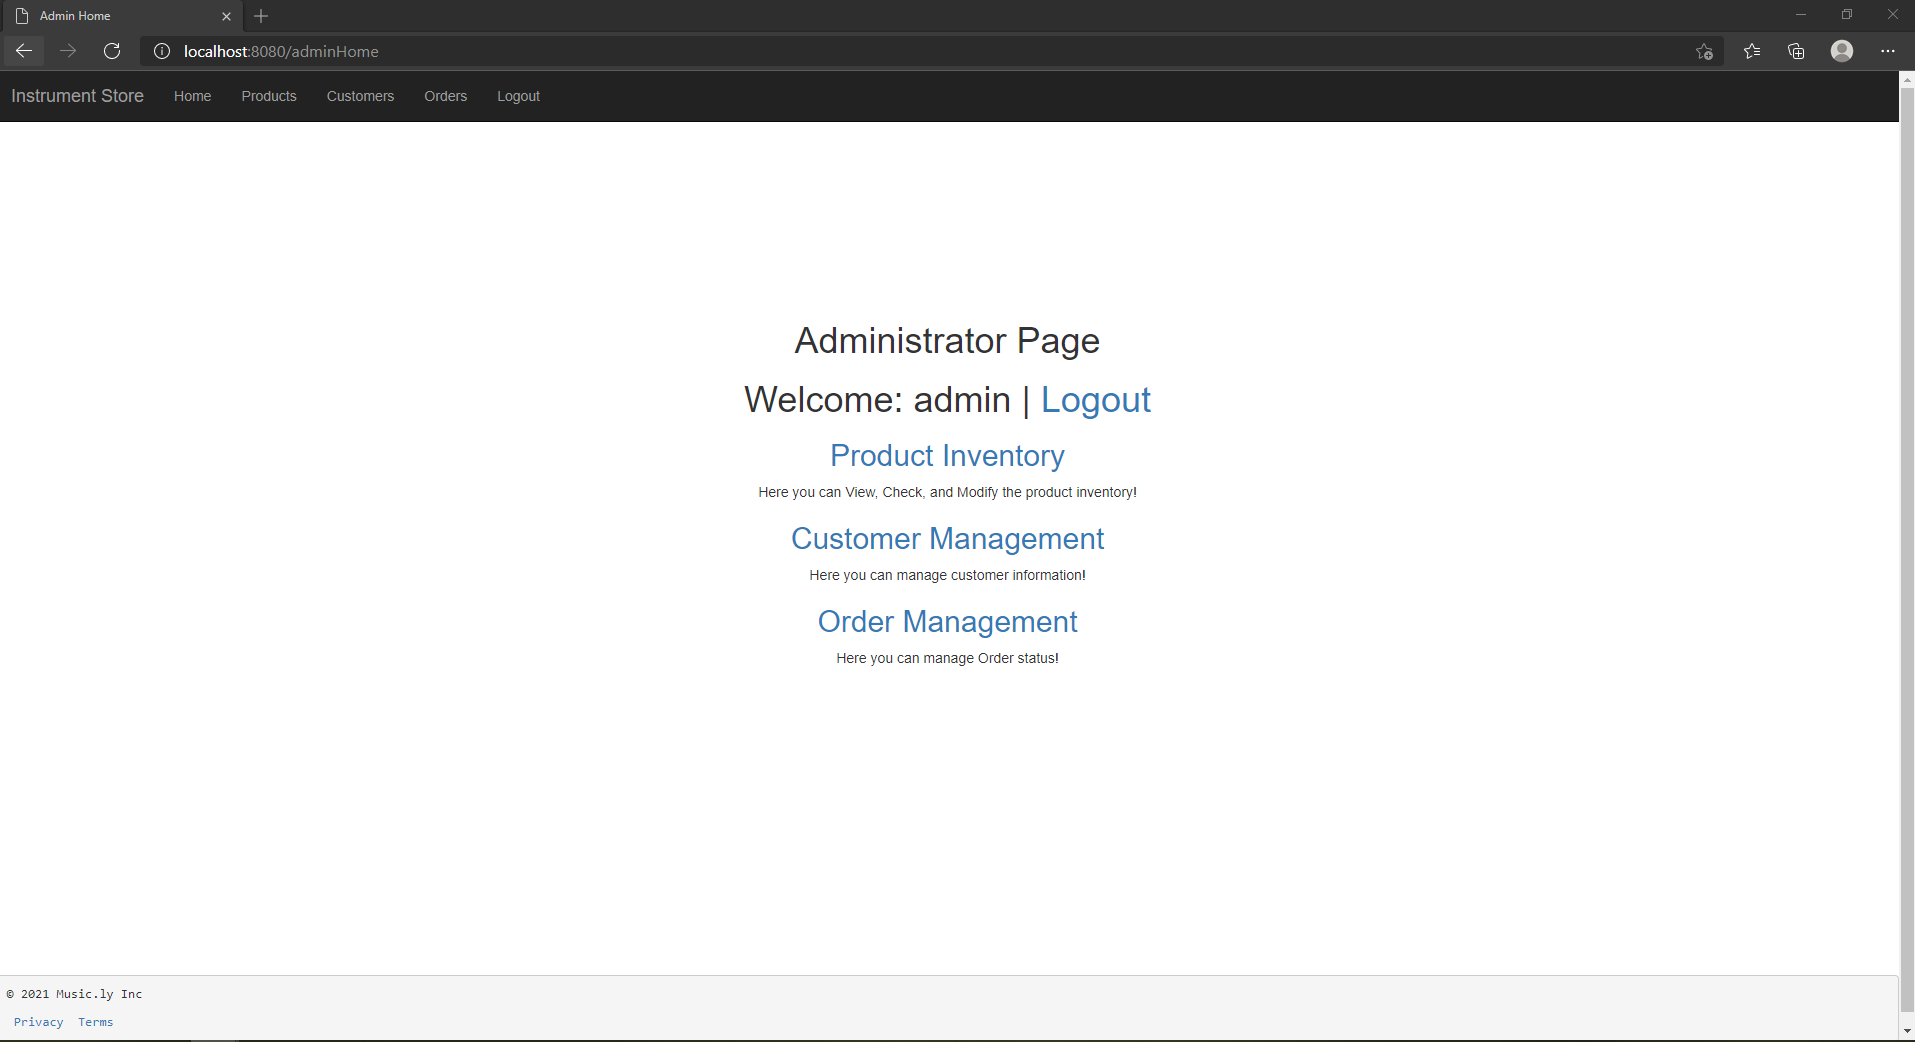 Admin Home
localhost:8080/adminHome
Instrument Store Home Products Customers Orders Logout
Administrator Page
Welcome: admin | Logout
Product Inventory
Here you can View, Check, and Modify the product inventory!
Customer Management
Here you can manage customer information!
Order Management
Here you can manage Order status!
© 2021 Music.ly Inc
Privacy Terms